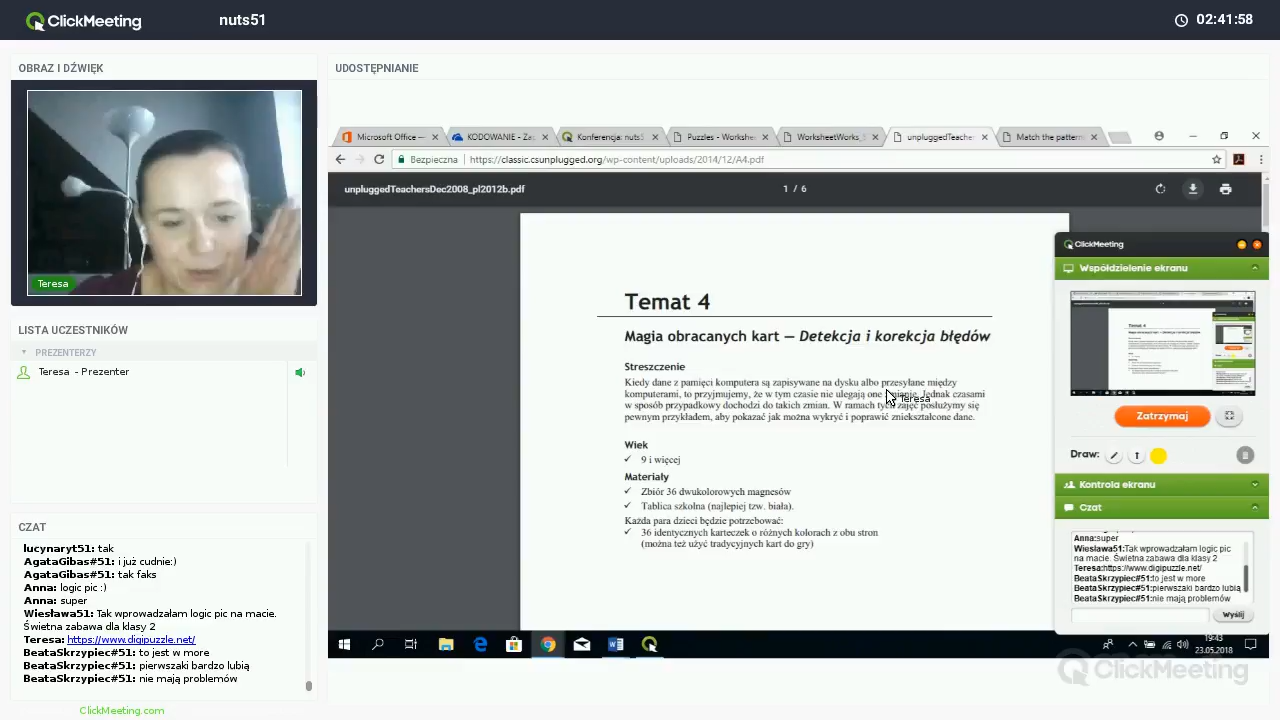 ClickMeeting
nuts51
02:41:58
OBRAZ I DŹWIĘK
Teresa
LISTA UCZESTNIKÓW
PREZENTERZY
Teresa - Prezenter
CZAT
lucynaryt51: tak
AgataGibas#51: i już cudnie:)
AgataGibas#51: tak faks
Anna: logic pic :)
Anna: super
Wiesława51: Tak wprowadzałam logic pic na macie.
Świetna zabawa dla klasy 2
Teresa: https://www.digipuzzle.net/
BeataSkrzypiec#51: to jest w more
BeataSkrzypiec#51: pierwszaki bardzo lubią
BeataSkrzypiec#51: nie mają problemów
ClickMeeting.com
UDOSTĘPNIANIE
Microsoft Office —
KODOWANIE - Za
Konferencja: nuts
Puzzles - Workshe
WorksheetWorks_
unpluggedTeache
Match the pattern
Bezpieczna
https://classic.csunplugged.org/wp-content/uploads/2014/12/A4.pdf
unpluggedTeachersDec2008_pl2012b.pdf
1 / 6
Temat 4
Magia obracanych kart — Detekcja i korekcja błędów
Streszczenie
Kiedy dane z pamięci komputera są zapisywane na dysku albo przesyłane między
komputerami, to przyjmujemy, że w tym czasie nie ulegają one zmianie. Jednak czasami
w sposób przypadkowy dochodzi do takich zmian. W ramach tych zajęć posłużymy się
pewnym przykładem, aby pokazać jak można wykryć i poprawić zniekształcone dane.
Teresa
Wiek
✓ 9 i więcej
Materiały
✓ Zbiór 36 dwukolorowych magnesów
✓ Tablica szkolna (najlepiej tzw. biała).
Każda para dzieci będzie potrzebować:
✓ 36 identycznych karteczek o różnych kolorach z obu stron
(można też użyć tradycyjnych kart do gry)
ClickMeeting
Współdzielenie ekranu
Zatrzymaj
Draw:
Kontrola ekranu
Czat
Anna:super
Wiesława51:Tak wprowadzałam logic pic
na macie. Świetna zabawa dla klasy 2
Teresa:https://www.digipuzzle.net/
BeataSkrzypiec#51:to jest w more
BeataSkrzypiec#51:pierwszaki bardzo lubią
BeataSkrzypiec#51:nie mają problemów
Wyślij
19:43
23.05.2018
ClickMeeting